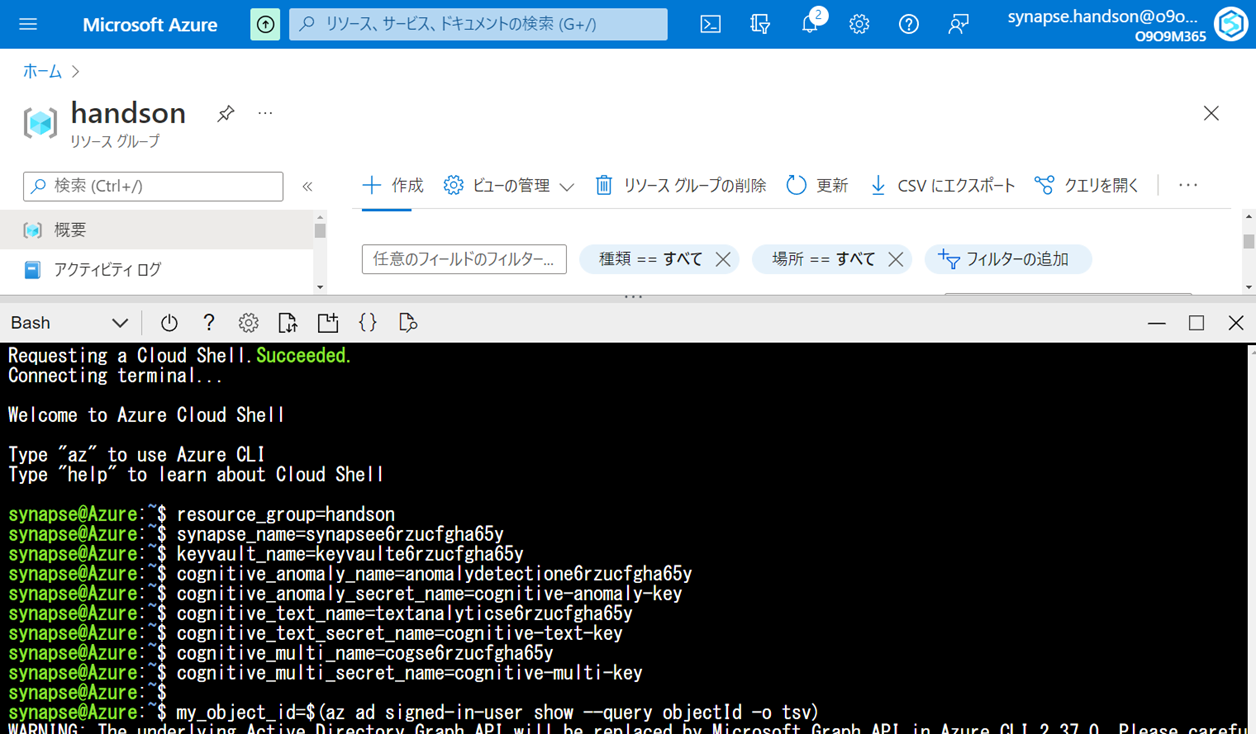 Microsoft Azure
リソース、サービス、ドキュメントの検索 (G+/)
2
synapse.handson@o9o...
O9O9M365
ホーム >
handson
リソース グループ
検索 (Ctrl+/)
作成
ビューの管理
リソース グループの削除
更新
CSV にエクスポート
クエリを開く
概要
アクティビティ ログ
任意のフィールドのフィルター...
種類 == すべて
場所 == すべて
フィルターの追加
Bash
Requesting a Cloud Shell.Succeeded.
Connecting terminal...
Welcome to Azure Cloud Shell
Type "az" to use Azure CLI
Type "help" to learn about Cloud Shell
synapse@Azure:~$ resource_group=handson
synapse@Azure:~$ synapse_name=synapsee6rzucfgha65y
synapse@Azure:~$ keyvault_name=keyvaulte6rzucfgha65y
synapse@Azure:~$ cognitive_anomaly_name=anomalydetectione6rzucfgha65y
synapse@Azure:~$ cognitive_anomaly_secret_name=cognitive-anomaly-key
synapse@Azure:~$ cognitive_text_name=textanalyticse6rzucfgha65y
synapse@Azure:~$ cognitive_text_secret_name=cognitive-text-key
synapse@Azure:~$ cognitive_multi_name=cogse6rzucfgha65y
synapse@Azure:~$ cognitive_multi_secret_name=cognitive-multi-key
synapse@Azure:~$
synapse@Azure:~$ my_object_id=$(az ad signed-in-user show --query objectId -o tsv)
WARNING: The underlying Active Directory Graph API will be replaced by Microsoft Graph API in Azure CLI 2.37.0. Please carefu